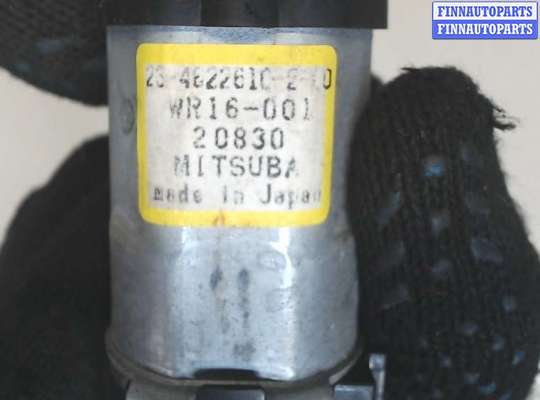 FINNAUTOPARTS
FINNAUTOPARTS
WR16-001
20830
MITSUBA
made in Japan